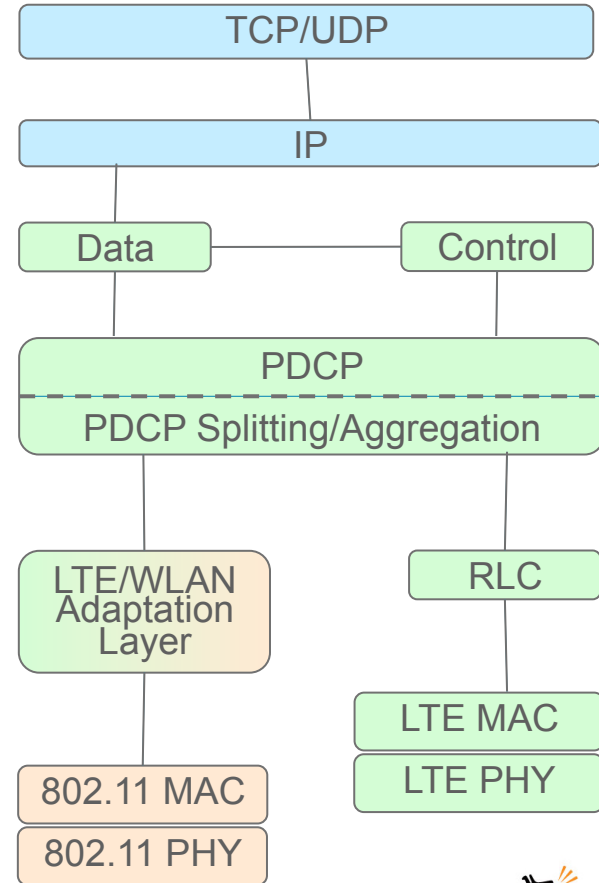 TCP/UDP
IP
Data
Control
PDCP
PDCP Splitting/Aggregation
LTE/WLAN
Adaptation
Layer
RLC
LTE MAC
LTE PHY
802.11 MAC
802.11 PHY